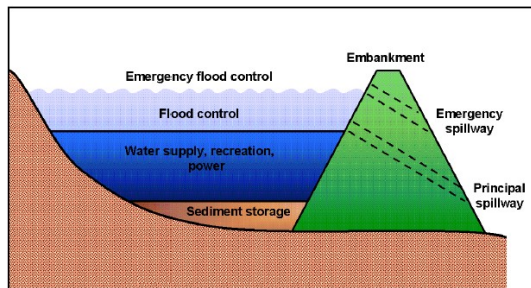 Embankment
Emergency flood control
Flood control
Emergency
spillway
Water supply, recreation,
power
Principal
spillway
Sediment storage